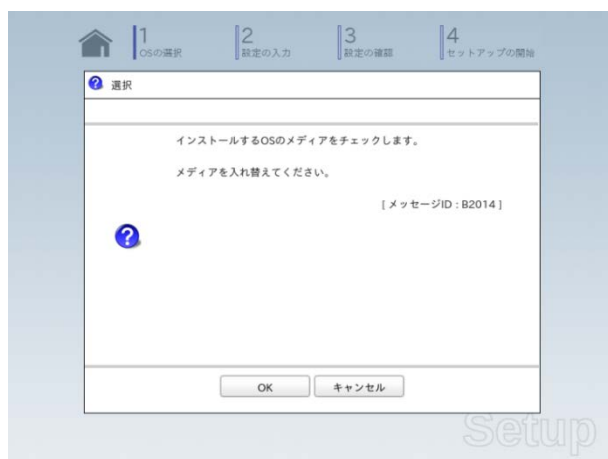 1
OSの選択
2
設定の入力
3
設定の確認
4
セットアップの開始
選択
インストールするOSのメディアをチェックします。
メディアを入れ替えてください。
[ メッセージID : B2014 ]
OK
キャンセル
Setup